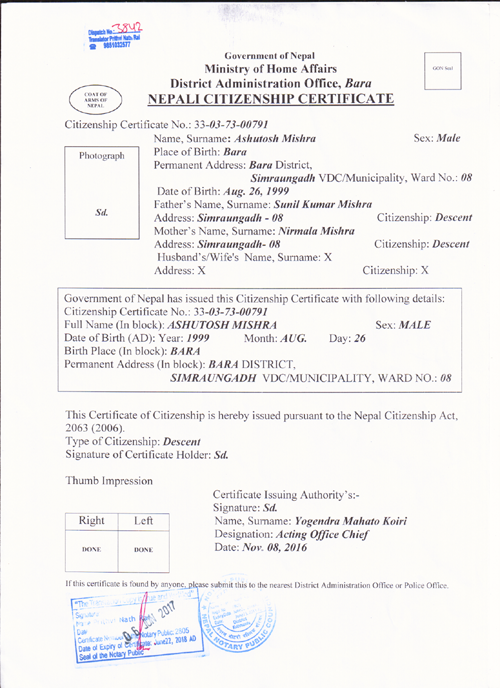 Dispatch No: 3842
Translator Prithvi Natu Rai
☎ 9851032577
Government of Nepal
Ministry of Home Affairs
District Administration Office, Bara
NEPALI CITIZENSHIP CERTIFICATE
COAT OF
ARMS OF
NEPAL
GON Seal
Citizenship Certificate No.: 33-03-73-00791
Photograph
Sd.
Name, Surname: Ashutosh Mishra Sex: Male
Place of Birth: Bara
Permanent Address: Bara District,
Simraungadh VDC/Municipality, Ward No.: 08
Date of Birth: Aug. 26, 1999
Father's Name, Surname: Sunil Kumar Mishra
Address: Simraungadh - 08 Citizenship: Descent
Mother's Name, Surname: Nirmala Mishra
Address: Simraungadh- 08 Citizenship: Descent
Husband's/Wife's Name, Surname: X
Address: X Citizenship: X
Government of Nepal has issued this Citizenship Certificate with following details:
Citizenship Certificate No.: 33-03-73-00791
Full Name (In block): ASHUTOSH MISHRA Sex: MALE
Date of Birth (AD): Year: 1999 Month: AUG. Day: 26
Birth Place (In block): BARA
Permanent Address (In block): BARA DISTRICT,
SIMRAUNGADH VDC/MUNICIPALITY, WARD NO.: 08
This Certificate of Citizenship is hereby issued pursuant to the Nepal Citizenship Act,
2063 (2006).
Type of Citizenship: Descent
Signature of Certificate Holder: Sd.
Thumb Impression
Right Left
DONE DONE
Certificate Issuing Authority's:-
Signature: Sd.
Name, Surname: Yogendra Mahato Koiri
Designation: Acting Office Chief
Date: Nov. 08, 2016
If this certificate is found by anyone, please submit this to the nearest District Administration Office or Police Office.
Signature
Date
06 JUN 2017
Notary Public: 2605
Date of Expiry of June22, 2018 AD
Seal of the Notary Public
NEPAL NOTARY PUBLIC